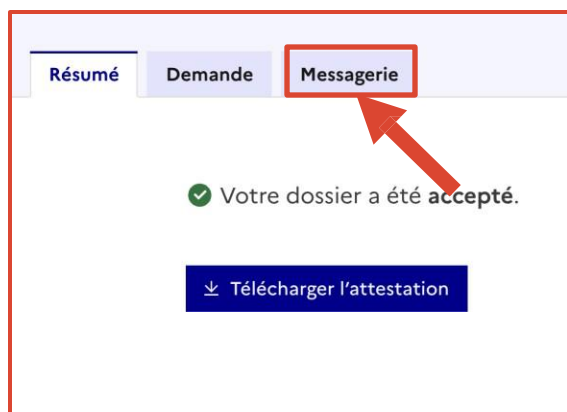 Résumé Demande Messagerie
Votre dossier a été accepté.
Télécharger l’attestation